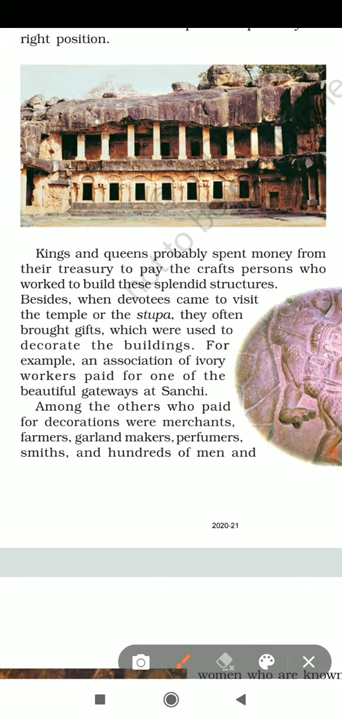 right position.
Kings and queens probably spent money from
their treasury to pay the crafts persons who
worked to build these splendid structures.
Besides, when devotees came to visit
the temple or the stupa, they often
brought gifts, which were used to
decorate the buildings. For
example, an association of ivory
workers paid for one of the
beautiful gateways at Sanchi.
Among the others who paid
for decorations were merchants,
farmers, garland makers, perfumers,
smiths, and hundreds of men and
2020-21
women who are known